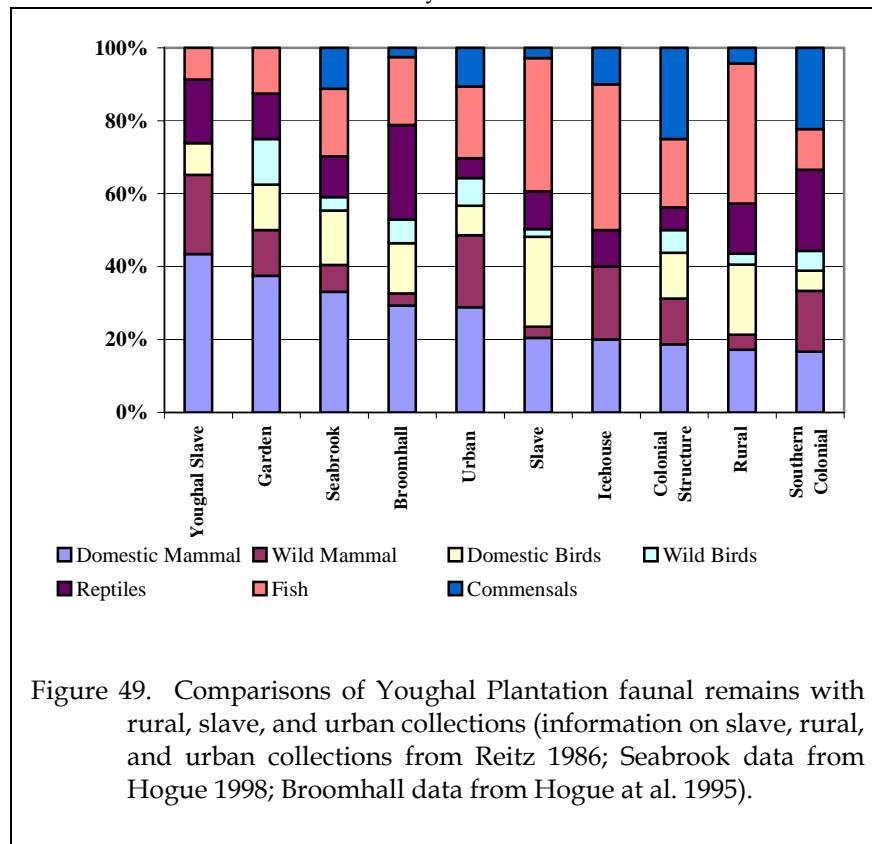 100%
80%
60%
40%
20%
0%
Youghal Slave
Garden
Seabrook
Broomhall
Urban
Slave
Icehouse
Colonial
Structure
Rural
Southern
Colonial
Domestic Mammal Wild Mammal Domestic Birds Wild Birds
Reptiles Fish Commensals
Figure 49. Comparisons of Youghal Plantation faunal remains with
rural, slave, and urban collections (information on slave, rural,
and urban collections from Reitz 1986; Seabrook data from
Hogue 1998; Broomhall data from Hogue at al. 1995).